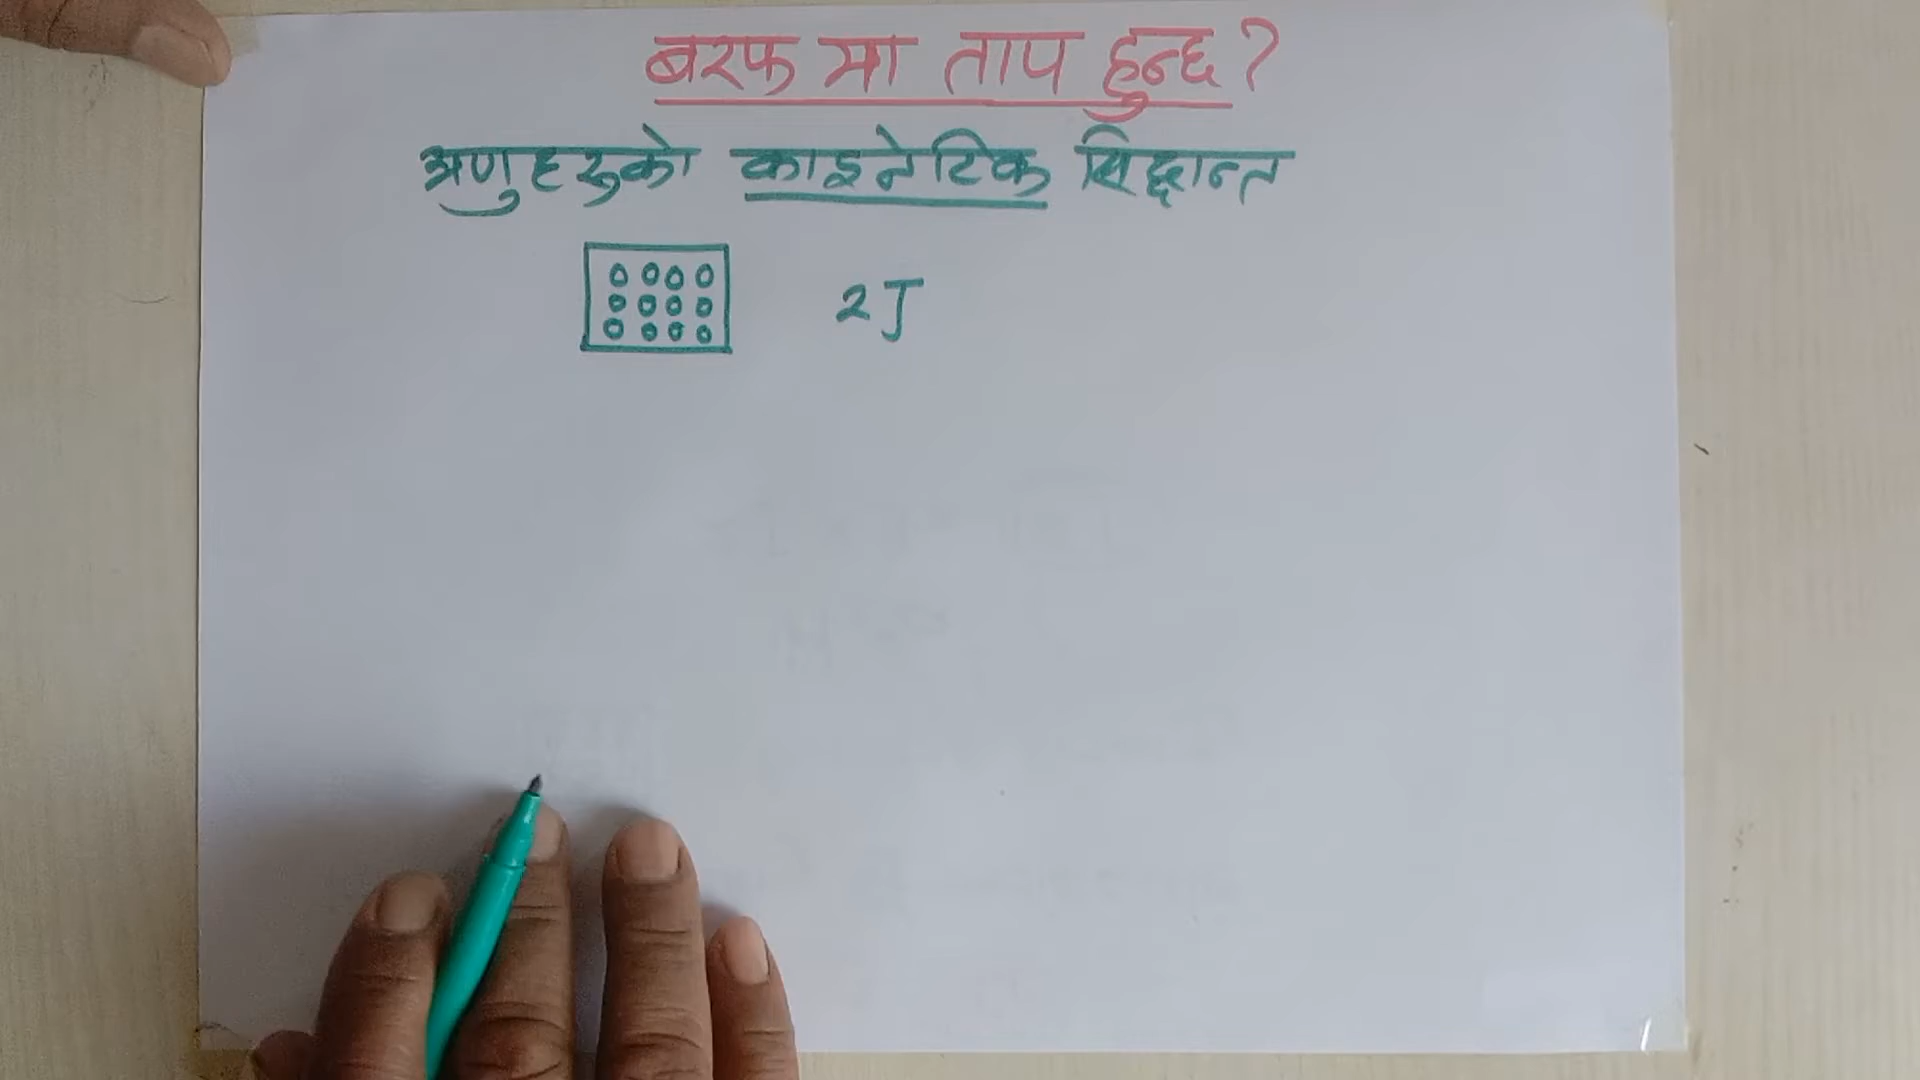 बरफ मा ताप हुन्छ?
अणुहरुको काइनेटिक सिद्धान्त
2J